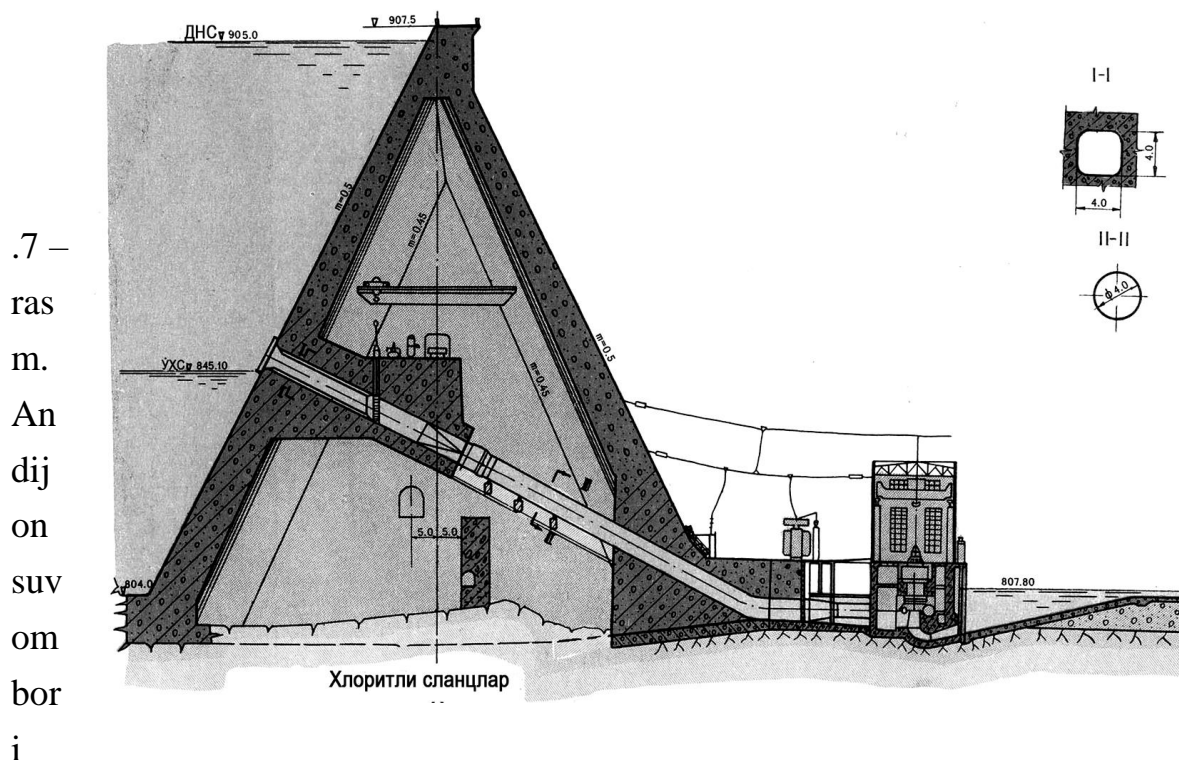 907.5
ДНС 905.0
I-I
4.0
4.0
II-II
ф4.0
m=0.5
m=0.45
m=0.5
m=0.45
ЎХС 845.10
5.0 5.0
804.0
807.80
Хлоритли сланцлар
.7 –
ras
m.
An
dij
on
suv
om
bor
i